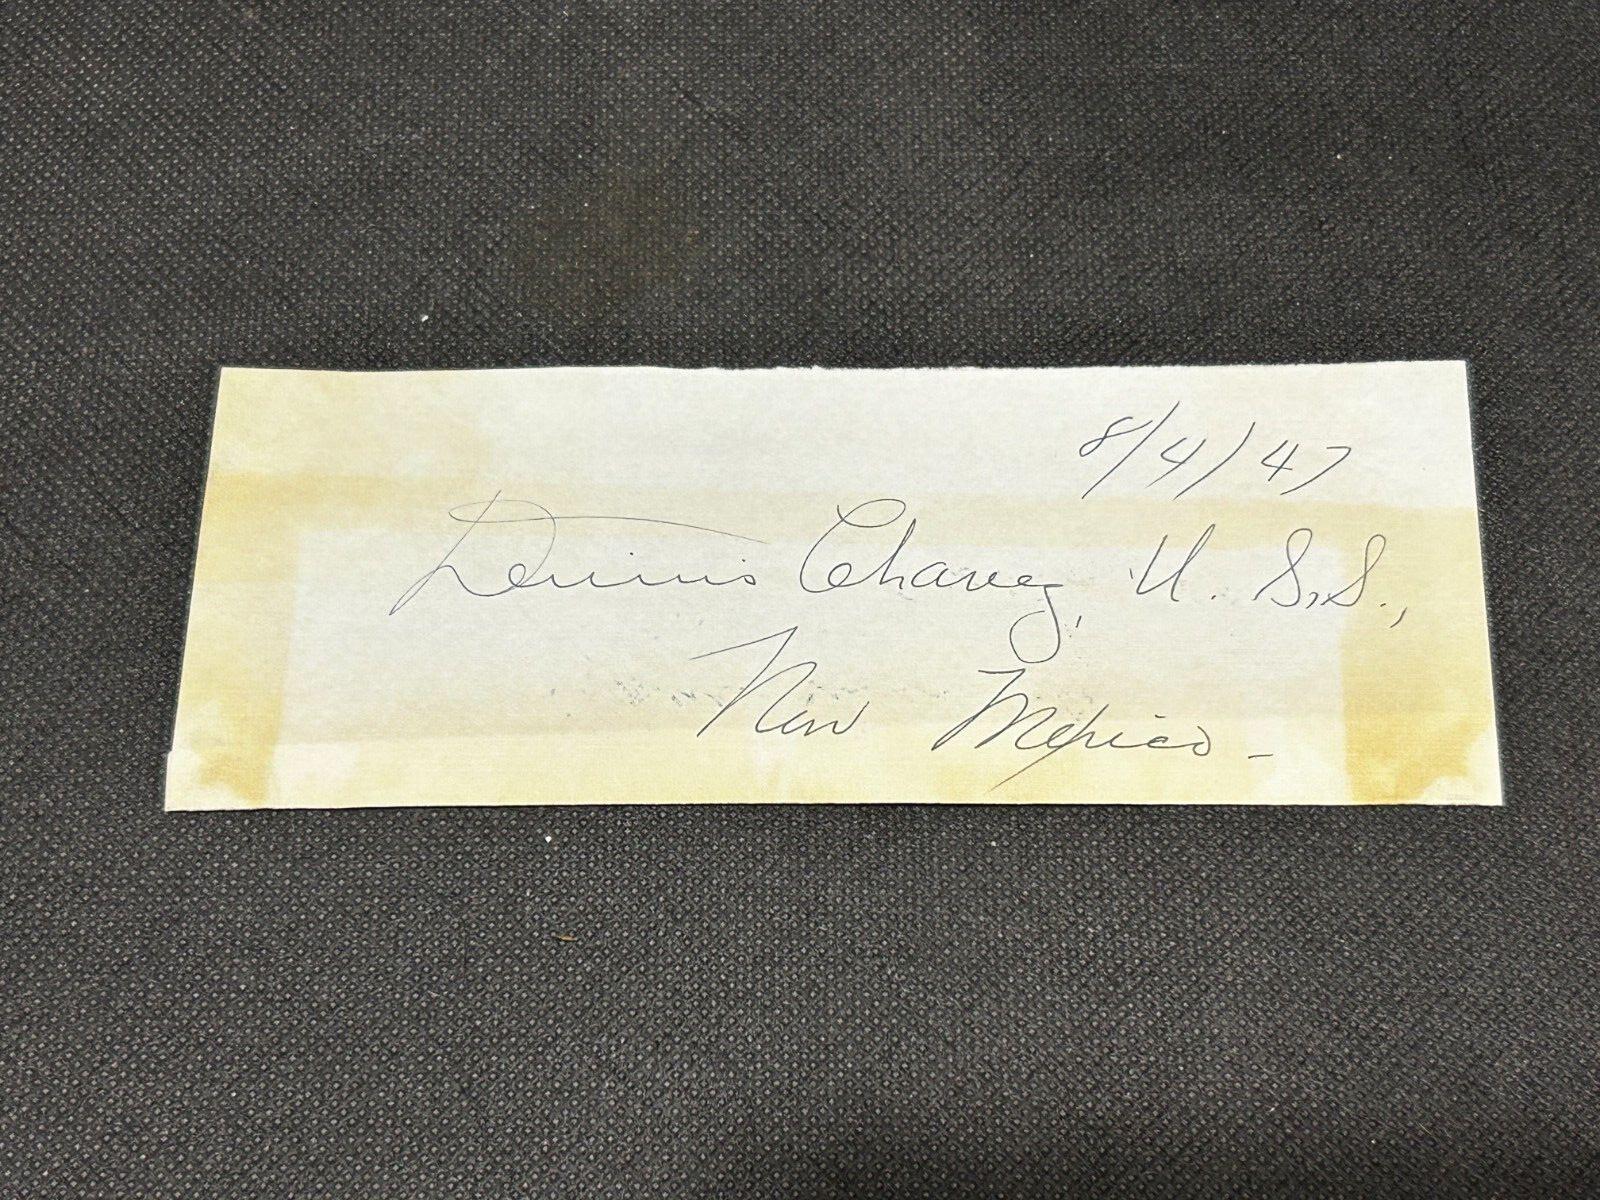 8/4/47
Dennis Chavez, U. S. S.,
New Mexico -